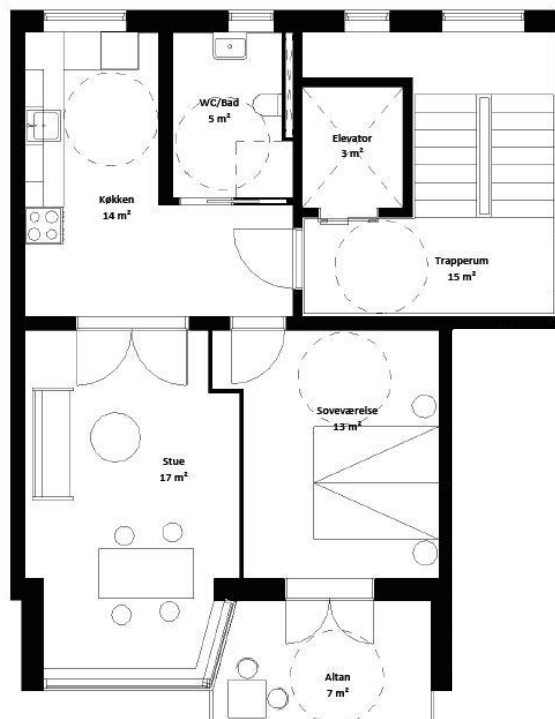 WC/Bad
5 m²
Elevator
3 m²
Køkken
14 m²
Trapperum
15 m²
Soveværelse
13 m²
Stue
17 m²
Altan
7 m²